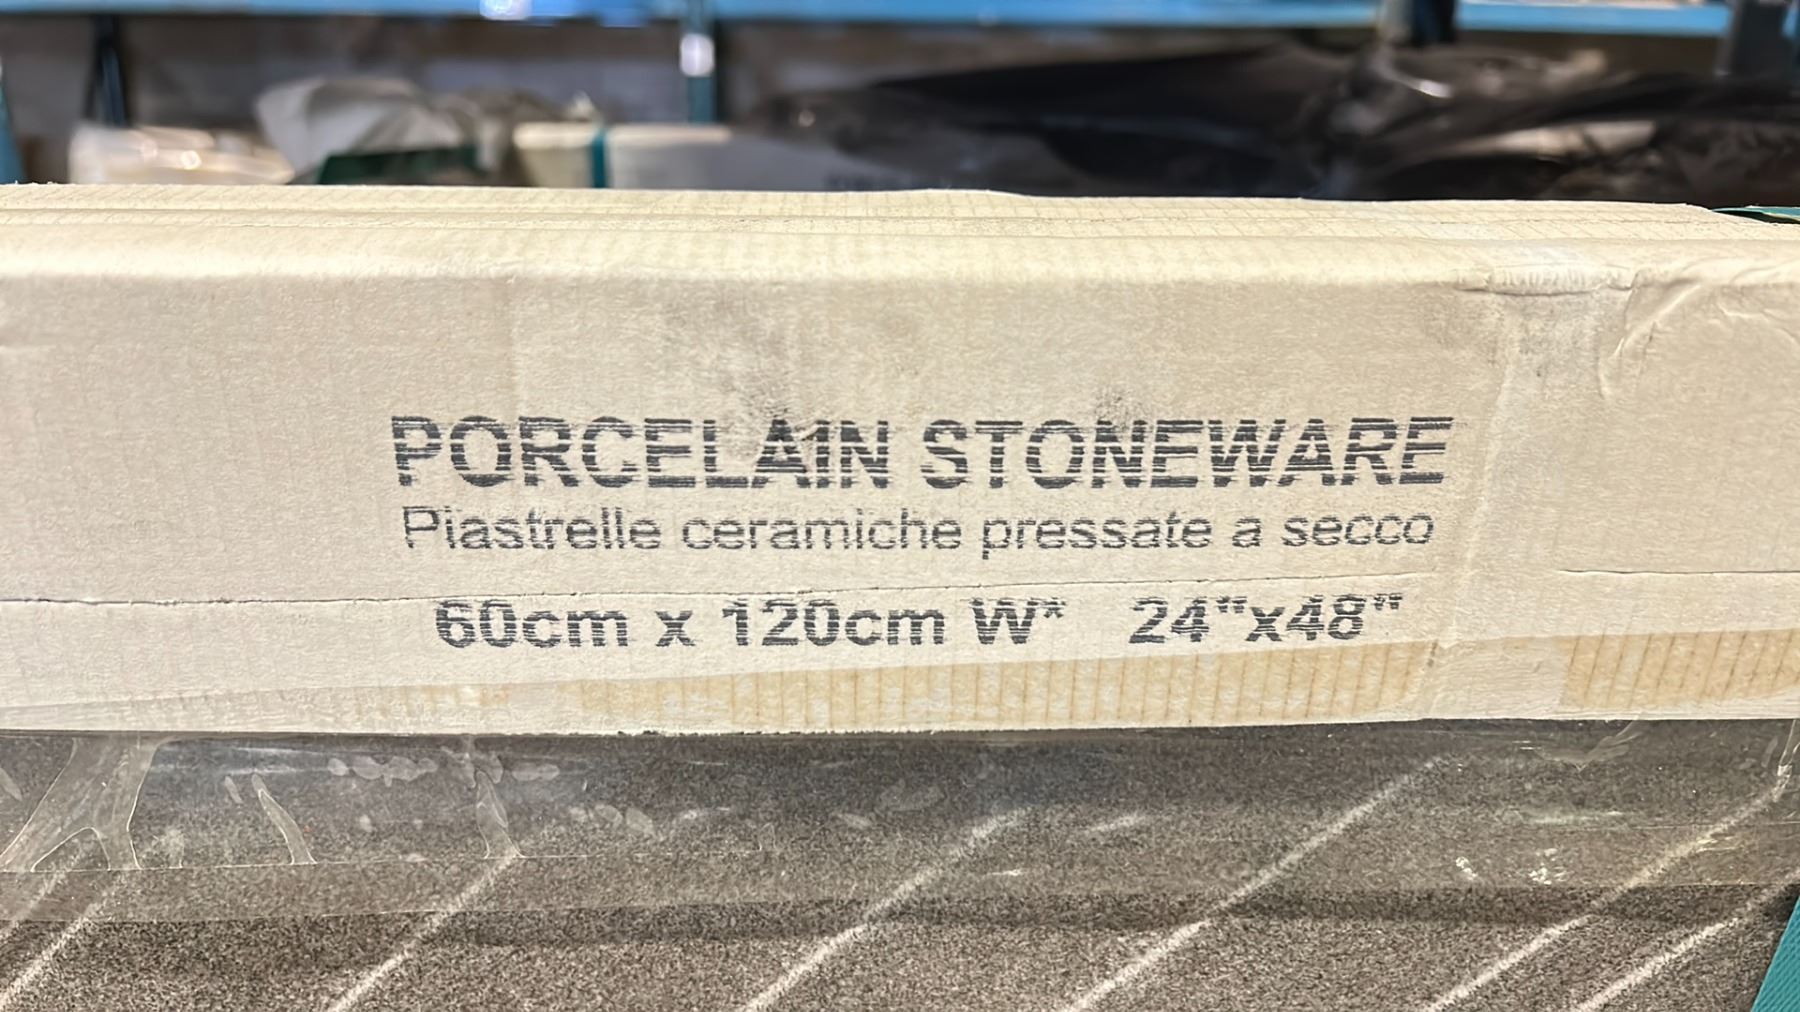 PORCELAIN STONEWARE
Piastrelle ceramiche pressate a secco
60cm x 120cm W* 24"x48"